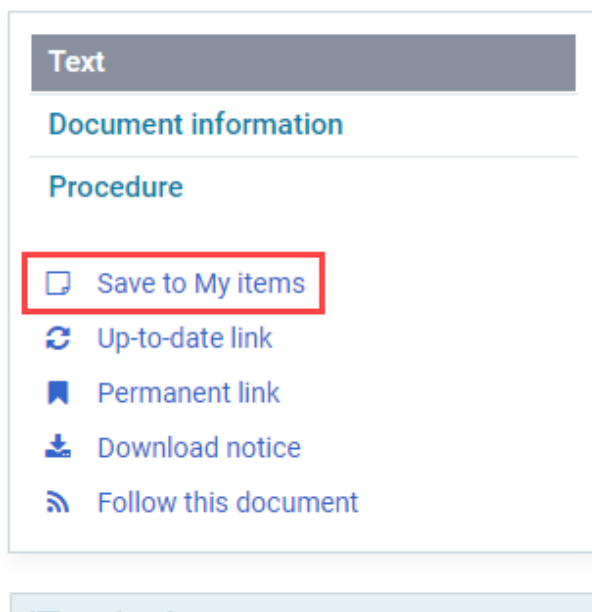 Text
Document information
Procedure
Save to My items
Up-to-date link
Permanent link
Download notice
Follow this document